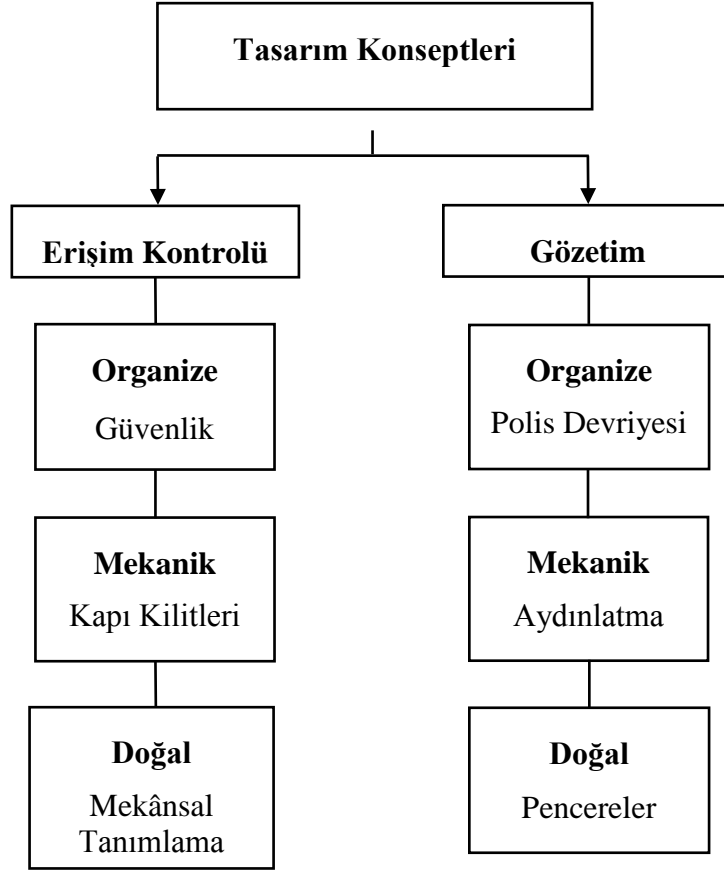 Tasarım Konseptleri
Erişim Kontrolü
Organize
Güvenlik
Mekanik
Kapı Kilitleri
Doğal
Mekânsal
Tanımlama
Gözetim
Organize
Polis Devriyesi
Mekanik
Aydınlatma
Doğal
Pencereler